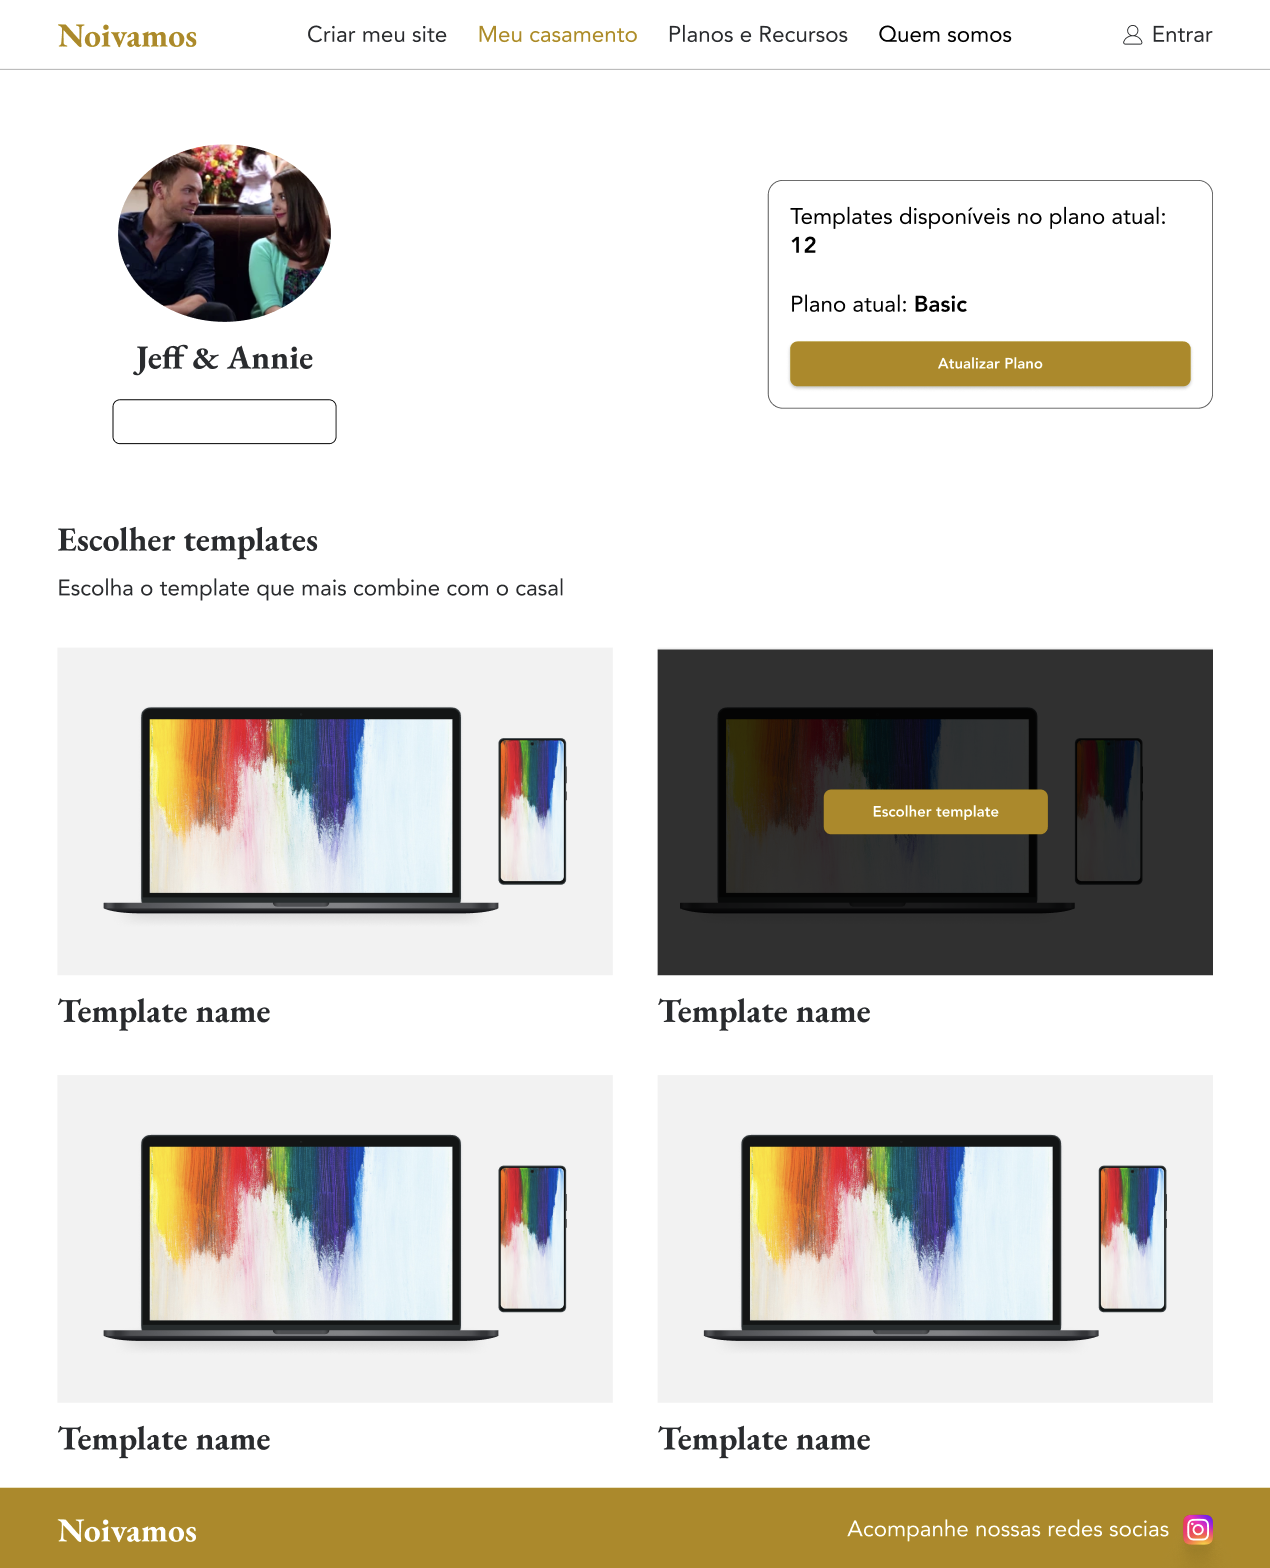 Noivamos
Criar meu site
Meu casamento
Planos e Recursos
Quem somos
Entrar
Jeff & Annie
Templates disponíveis no plano atual:
12
Plano atual: Basic
Atualizar Plano
Escolher templates
Escolha o template que mais combine com o casal
Escolher template
Template name
Template name
Template name
Template name
Noivamos
Acompanhe nossas redes socias